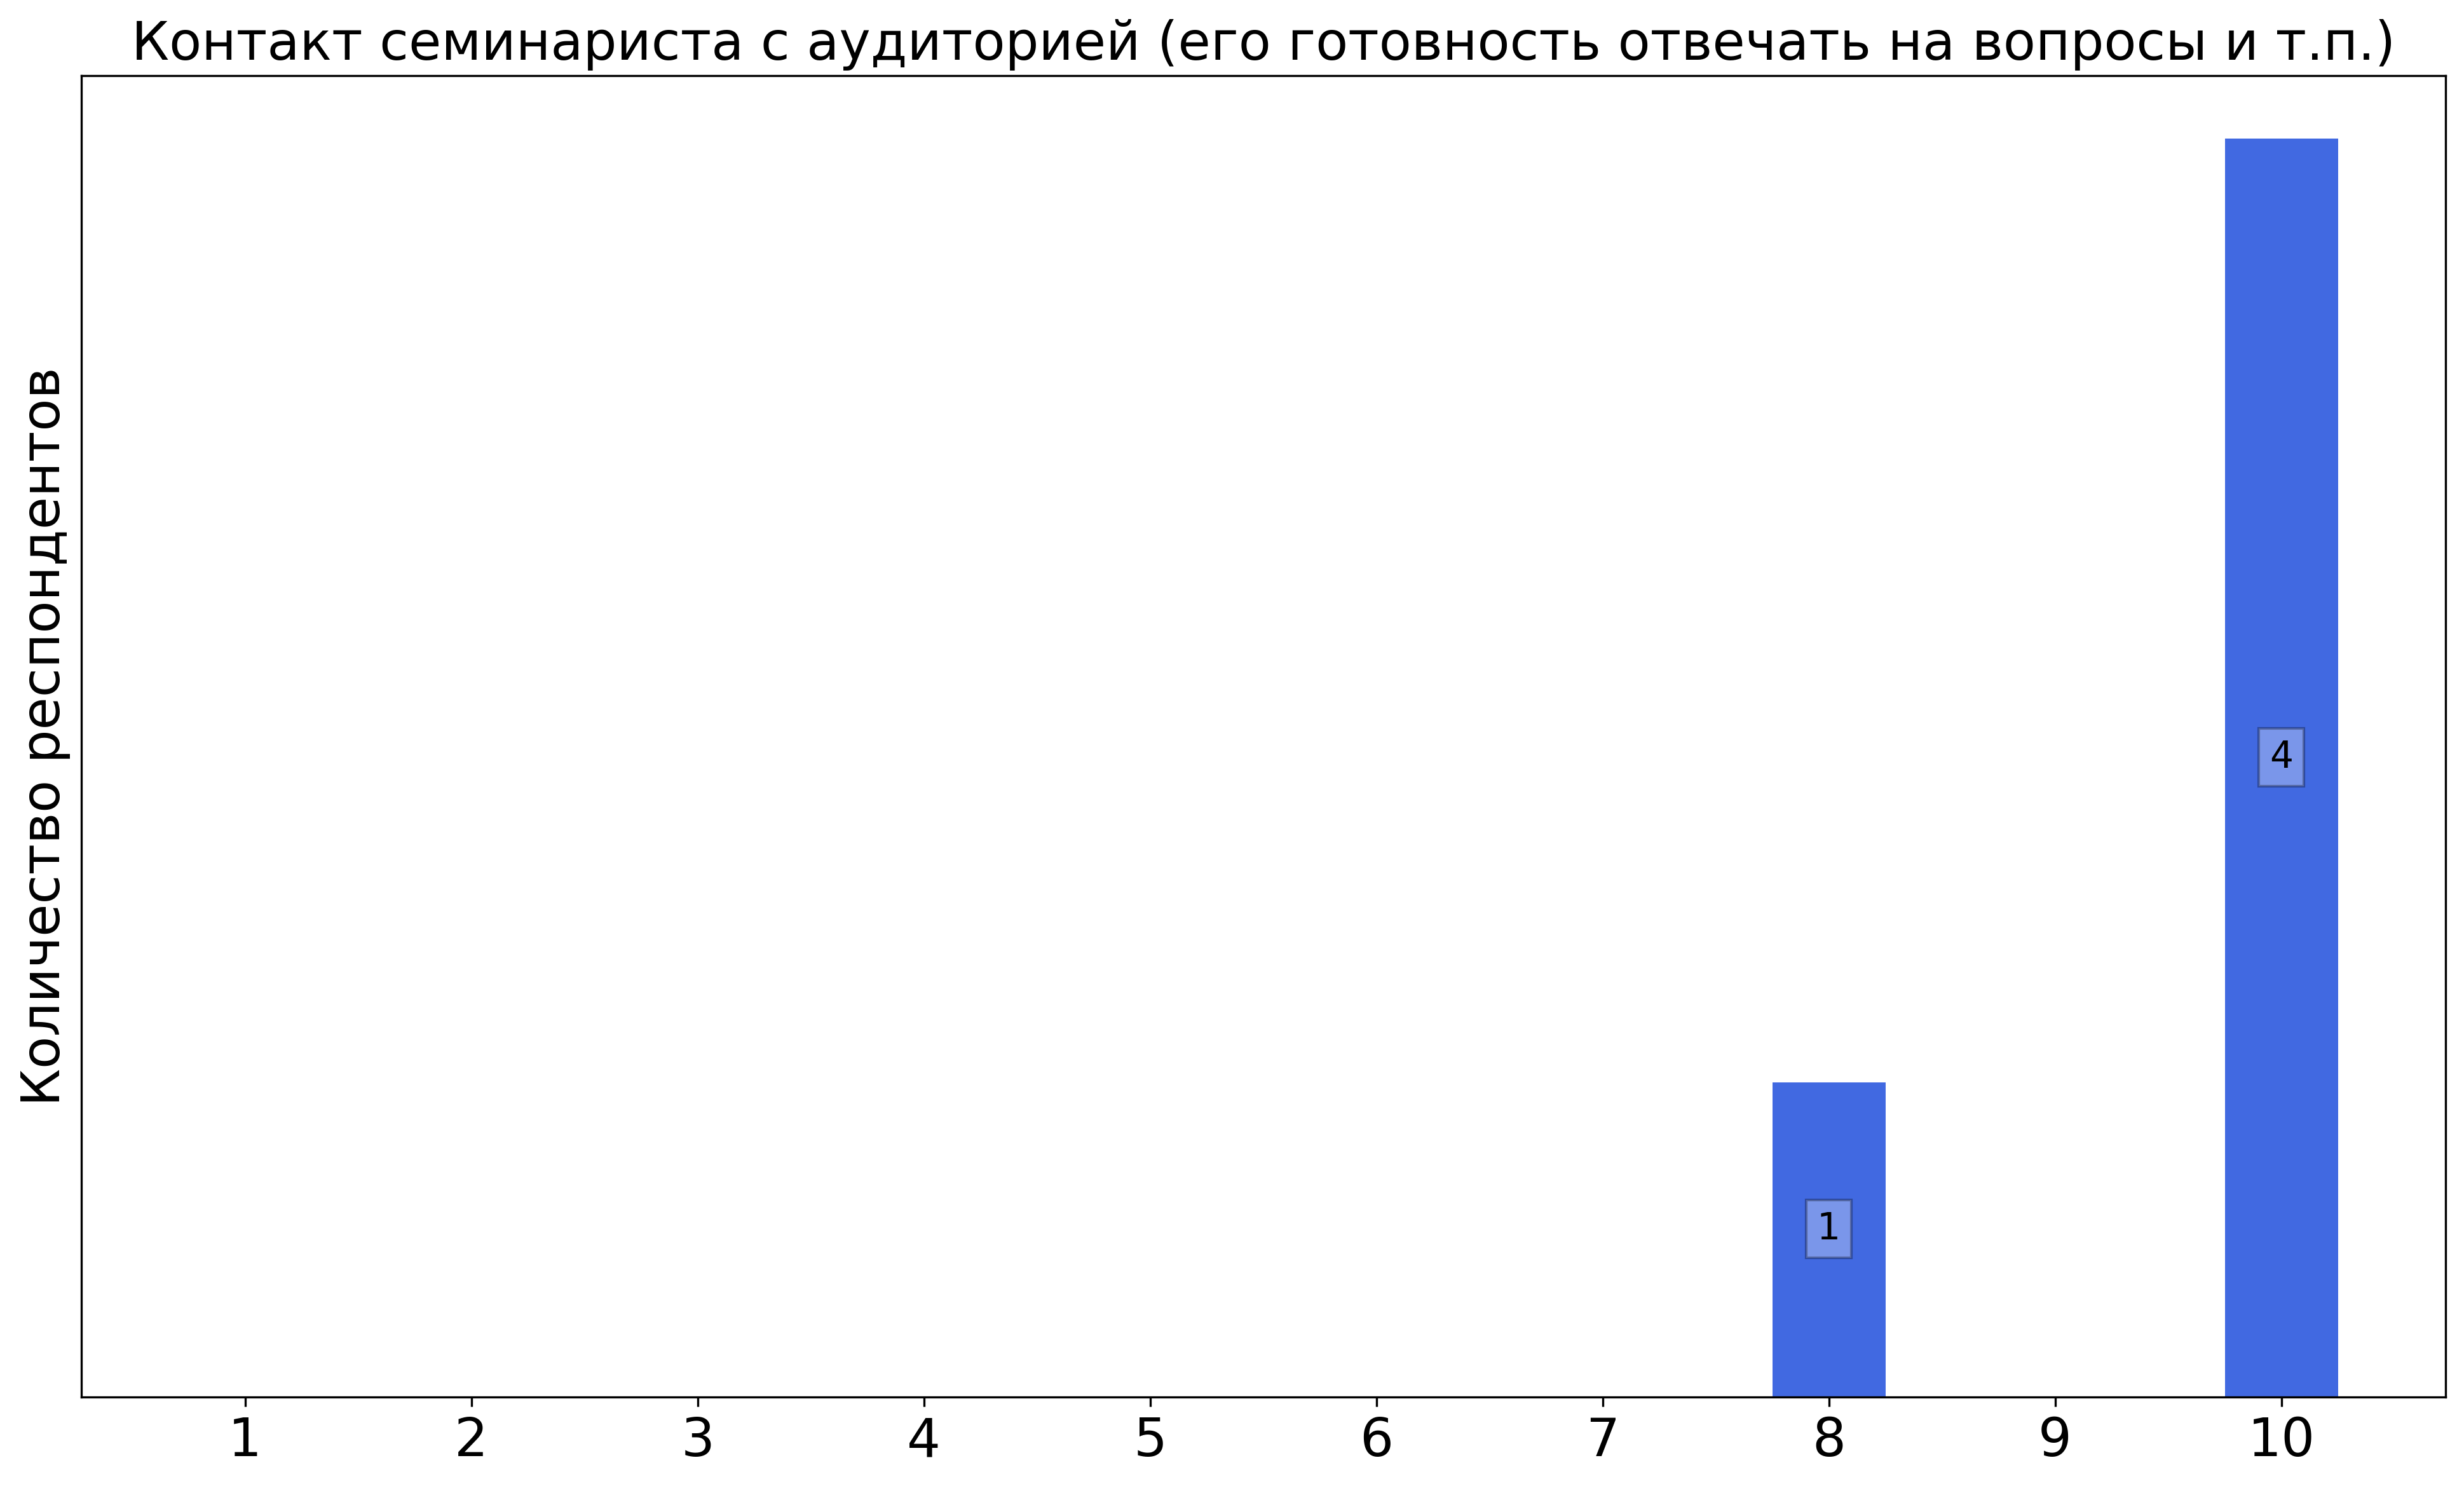 Контакт семинариста с аудиторией (его готовность отвечать на вопросы и т.п.)
Количество респондентов
4
1
1 2 3 4 5 6 7 8 9 10